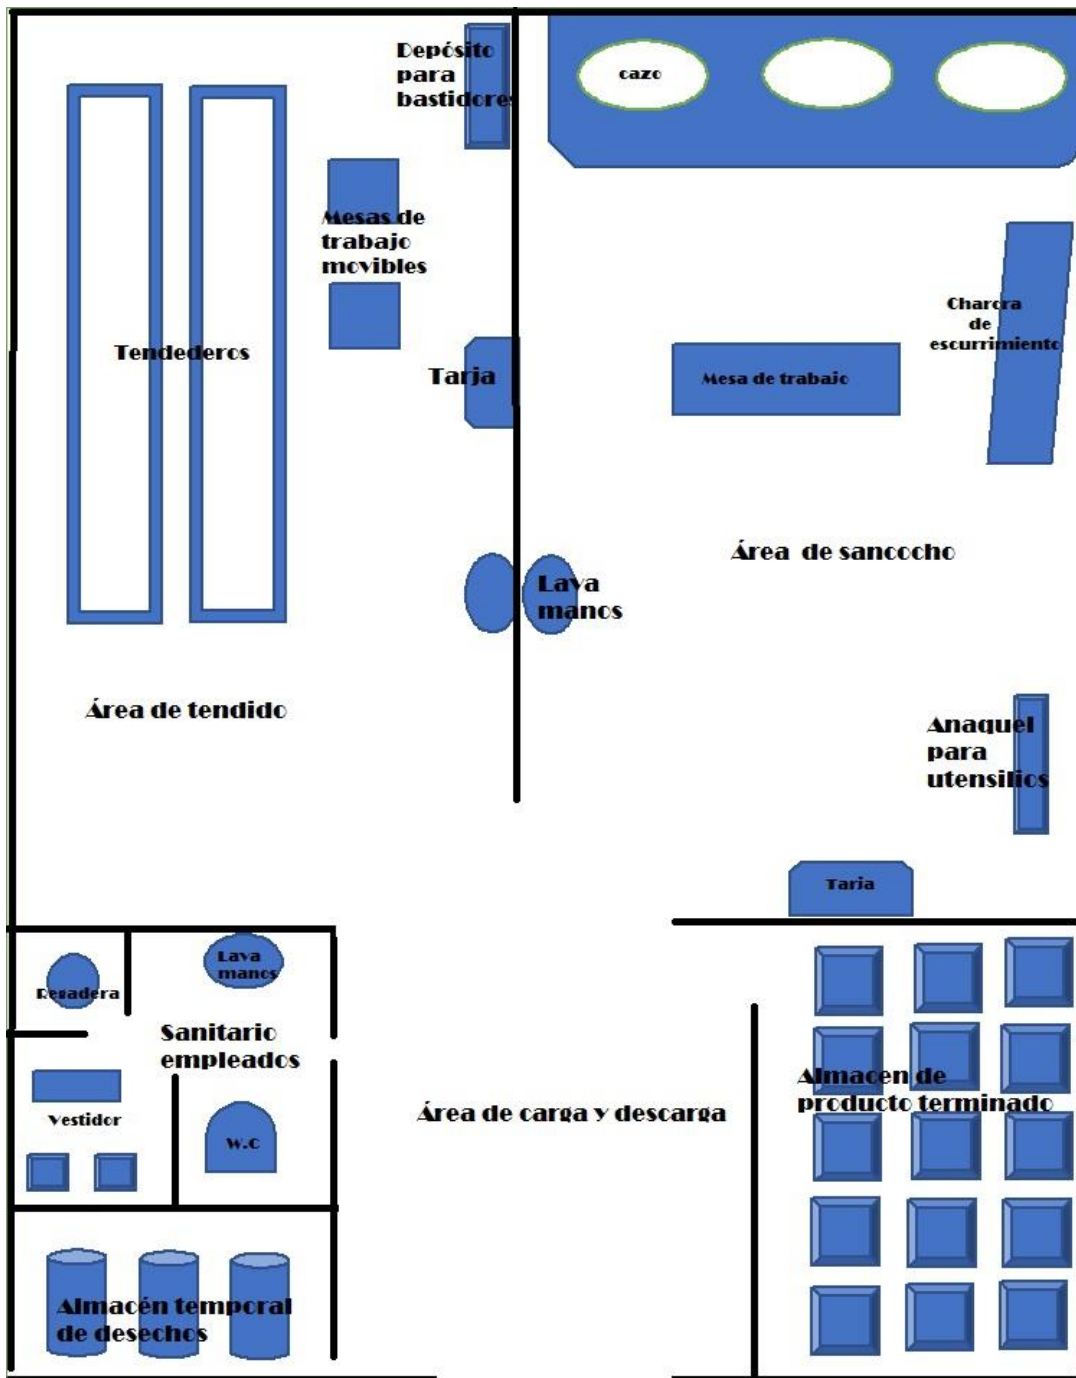 Depósito
para
bastidores
cazo
Mesas de
trabajo
movibles
Charora
de
escurrimiento
Tendederos
Tarja
Mesa de trabajo
Área de sancocho
Lava
manos
Área de tendido
Anaquel
para
utensilios
Tarja
Lava
manos
Regadera
Sanitario
empleados
Almacen de
producto terminado
Vestidor
Área de carga y descarga
W.C
Almacén temporal
de desechos